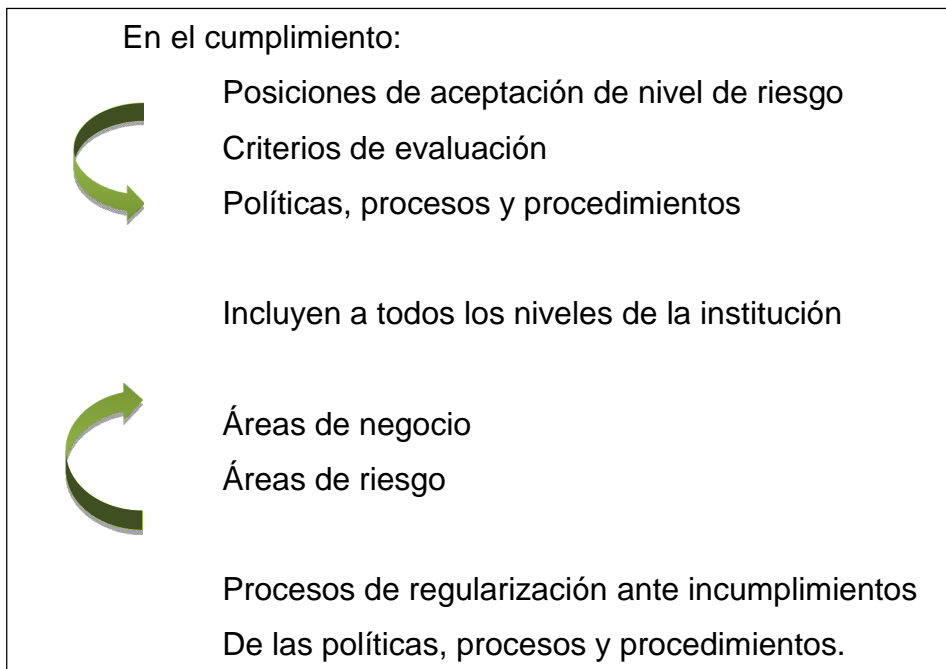 En el cumplimiento:
Posiciones de aceptación de nivel de riesgo
Criterios de evaluación
Políticas, procesos y procedimientos
Incluyen a todos los niveles de la institución
Áreas de negocio
Áreas de riesgo
Procesos de regularización ante incumplimientos
De las políticas, procesos y procedimientos.